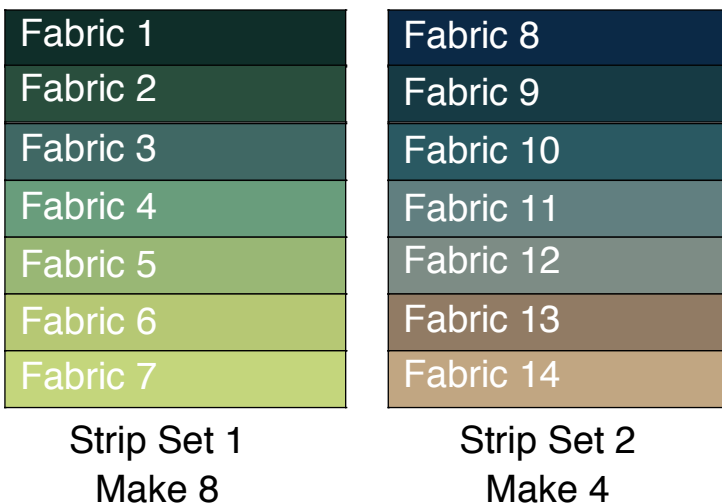 Fabric 1
Fabric 2
Fabric 3
Fabric 4
Fabric 5
Fabric 6
Fabric 7
Strip Set 1
Make 8
Fabric 8
Fabric 9
Fabric 10
Fabric 11
Fabric 12
Fabric 13
Fabric 14
Strip Set 2
Make 4